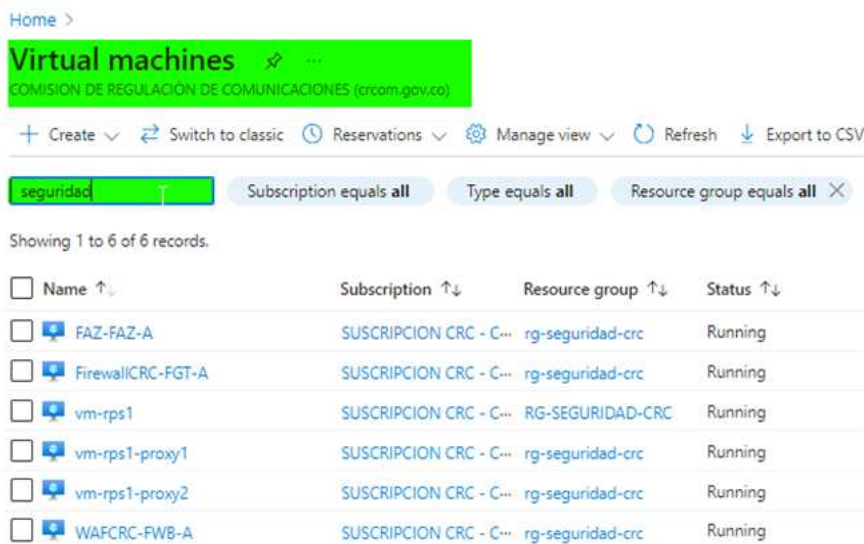 Home >
Virtual machines ...
COMISION DE REGULACIÓN DE COMUNICACIONES (crcom.gov.co)
Create Switch to classic Reservations Manage view Refresh Export to CSV
seguridad Subscription equals all Type equals all Resource group equals all
Showing 1 to 6 of 6 records.
Name ↑↓ Subscription ↑↓ Resource group ↑↓ Status ↑↓
FAZ-FAZ-A SUSCRIPCION CRC - C... rg-seguridad-crc Running
FirewallCRC-FGT-A SUSCRIPCION CRC - C... rg-seguridad-crc Running
vm-rps1 SUSCRIPCION CRC - C... RG-SEGURIDAD-CRC Running
vm-rps1-proxy1 SUSCRIPCION CRC - C... rg-seguridad-crc Running
vm-rps1-proxy2 SUSCRIPCION CRC - C... rg-seguridad-crc Running
WAFCRC-FWB-A SUSCRIPCION CRC - C... rg-seguridad-crc Running